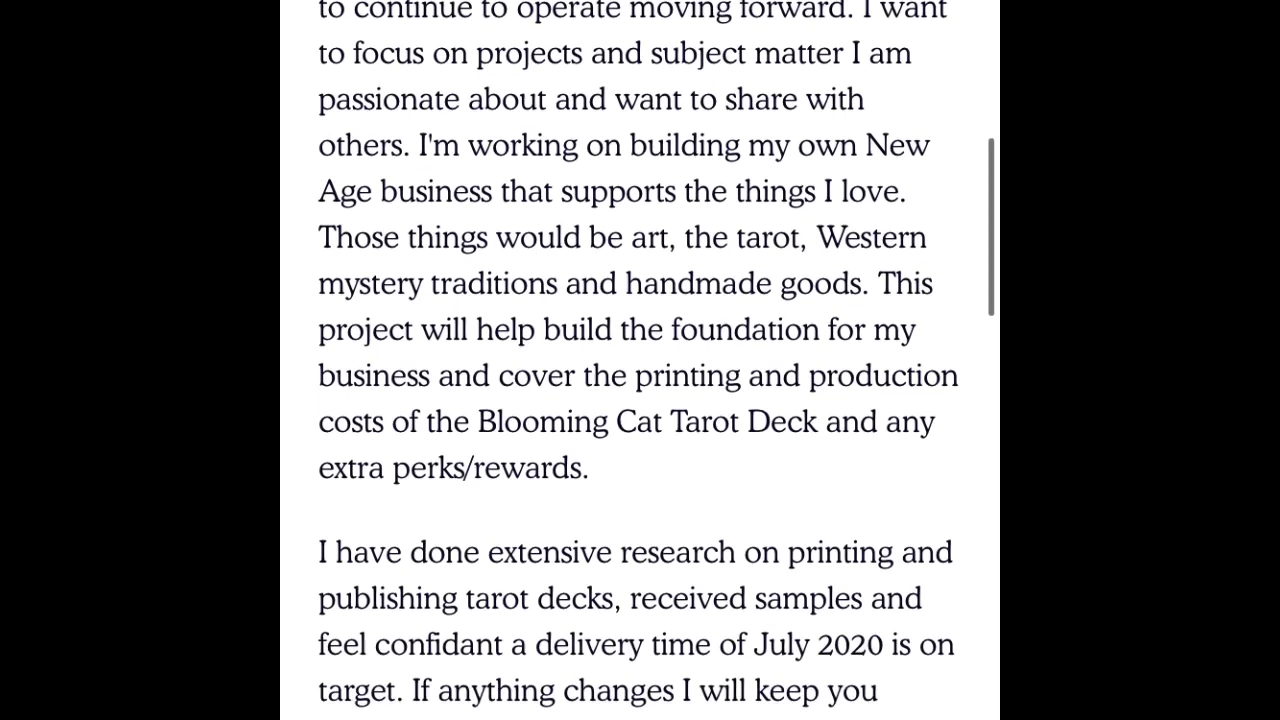 to continue to operate moving forward. I want
to focus on projects and subject matter I am
passionate about and want to share with
others. I'm working on building my own New
Age business that supports the things I love.
Those things would be art, the tarot, Western
mystery traditions and handmade goods. This
project will help build the foundation for my
business and cover the printing and production
costs of the Blooming Cat Tarot Deck and any
extra perks/rewards.
I have done extensive research on printing and
publishing tarot decks, received samples and
feel confidant a delivery time of July 2020 is on
target. If anything changes I will keep you